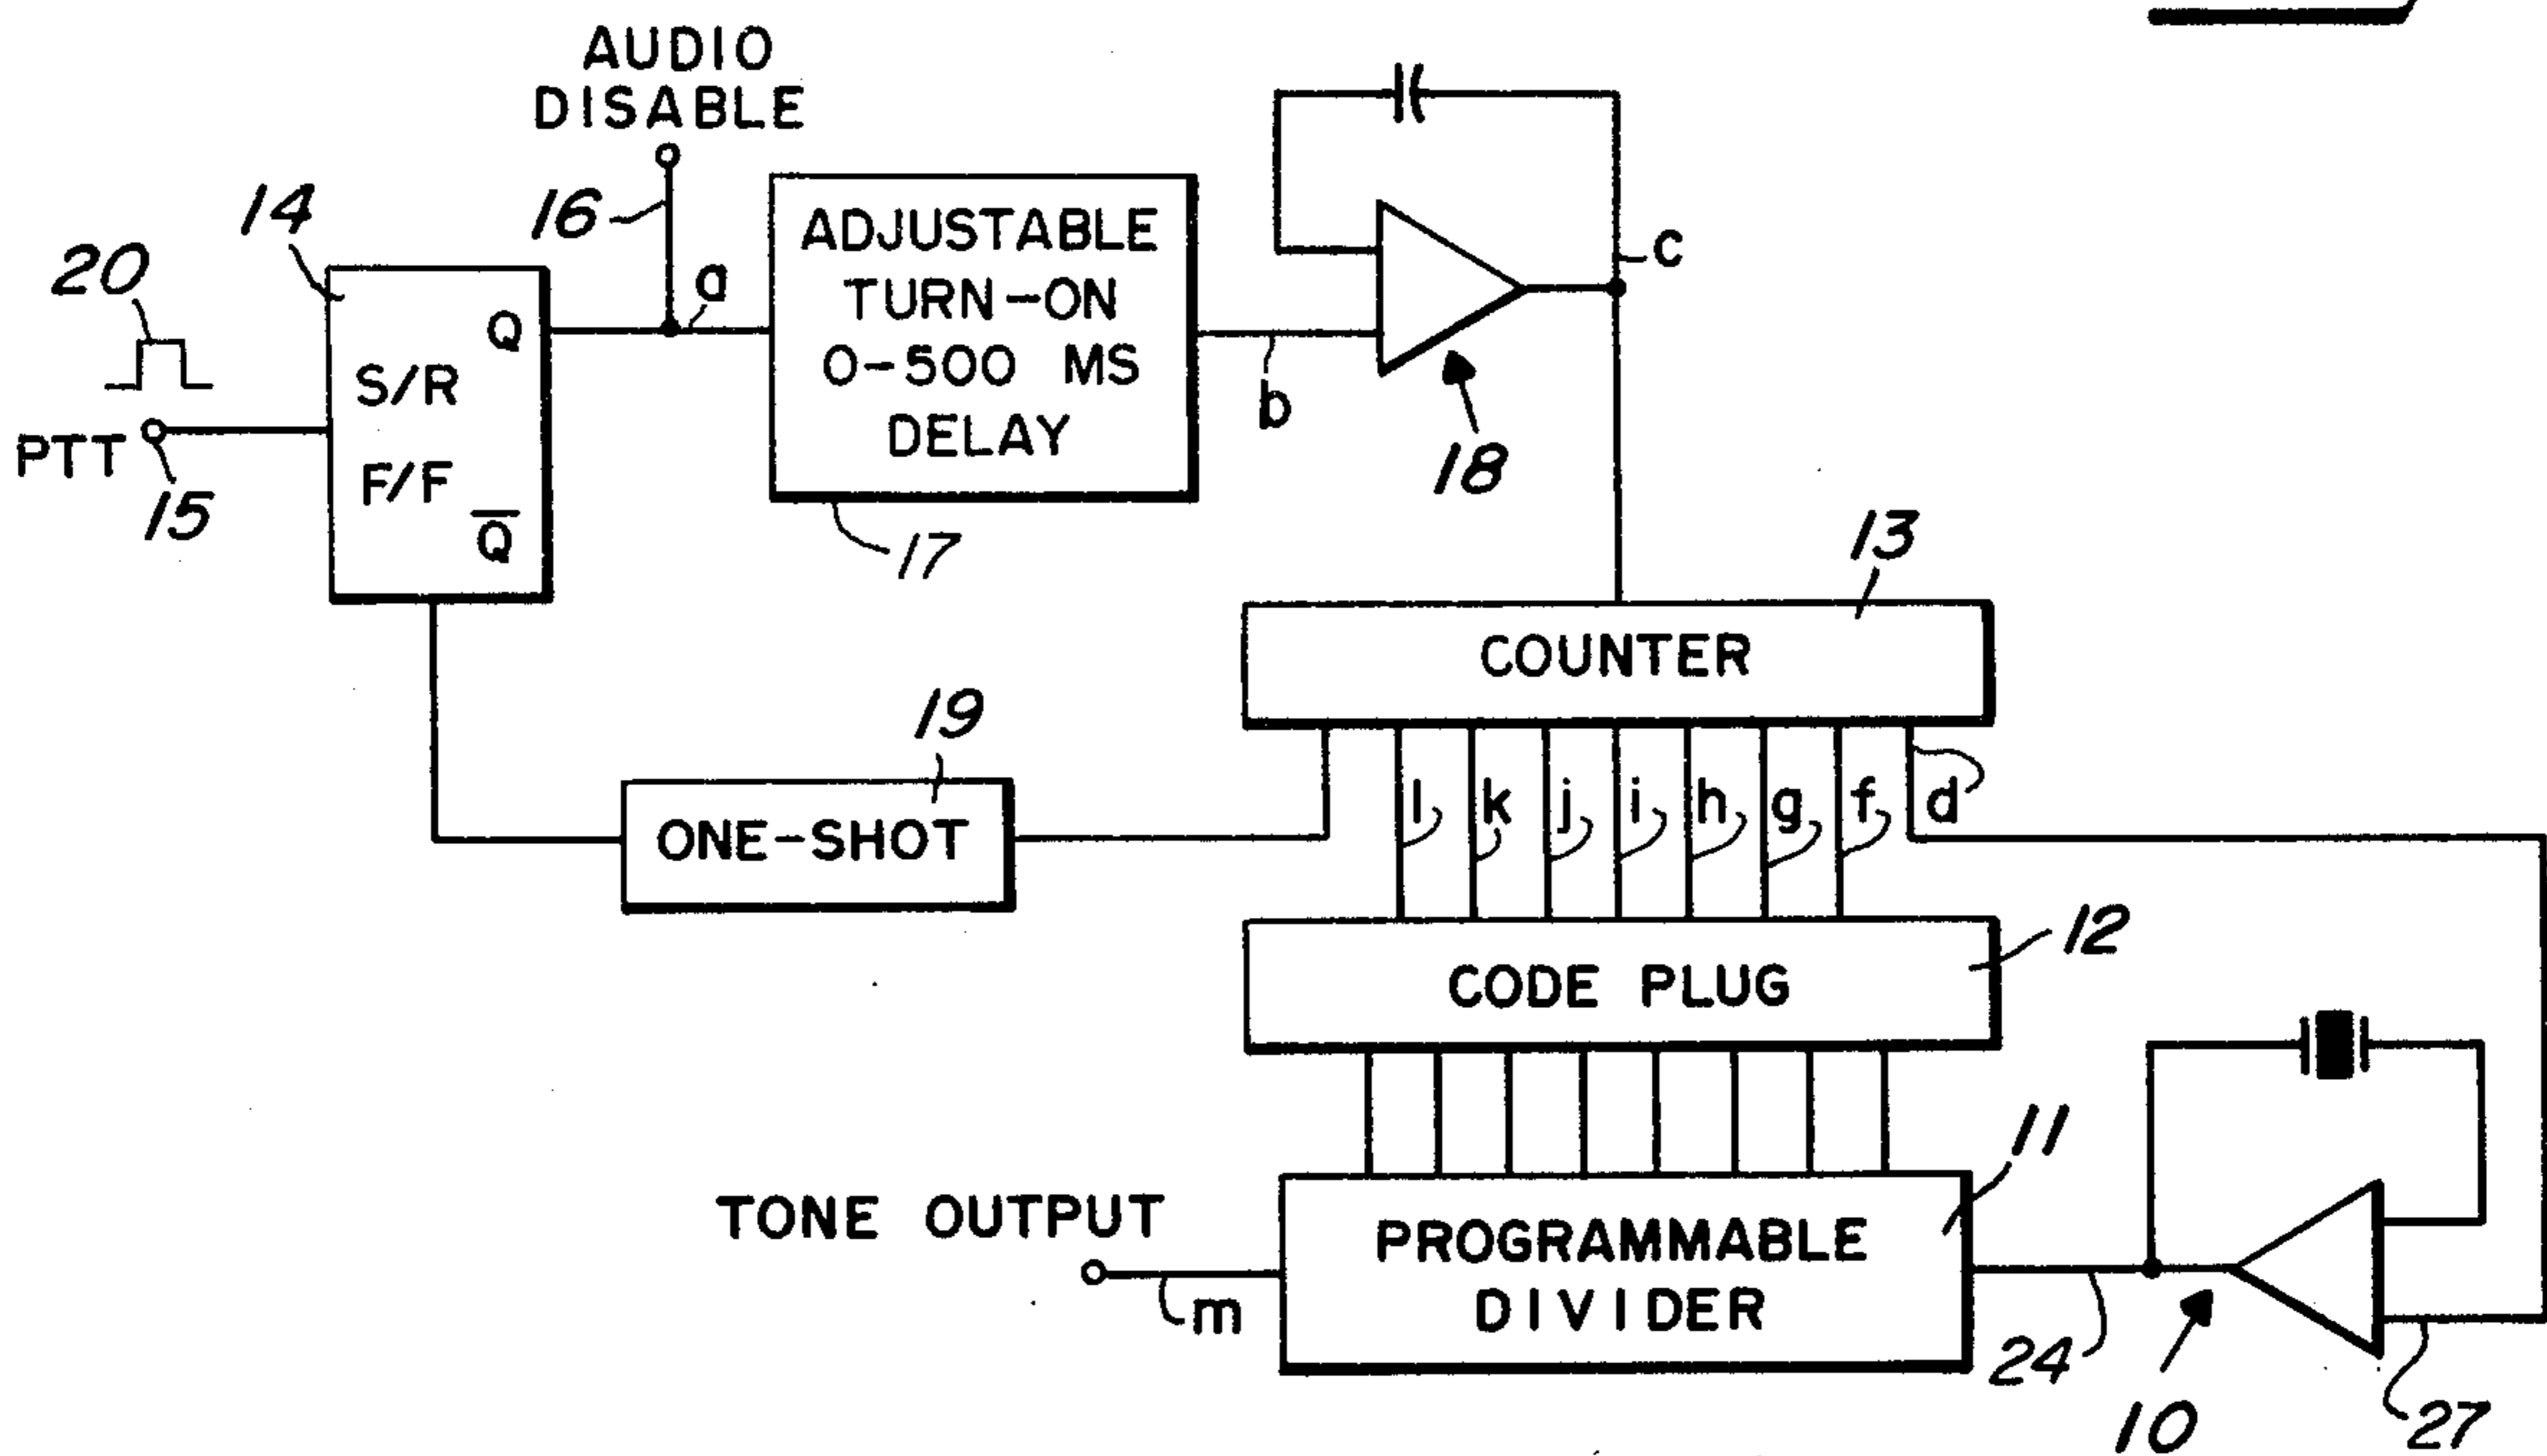 AUDIO
DISABLE
16
14
20
a
ADJUSTABLE
TURN-ON
0-500 MS
DELAY
17
c
b
18
Q
S/R
F/F
Q̅
PTT
15
13
COUNTER
19
ONE-SHOT
l k j i h g f d
12
CODE PLUG
11
TONE OUTPUT
m
PROGRAMMABLE
DIVIDER
24
10
27